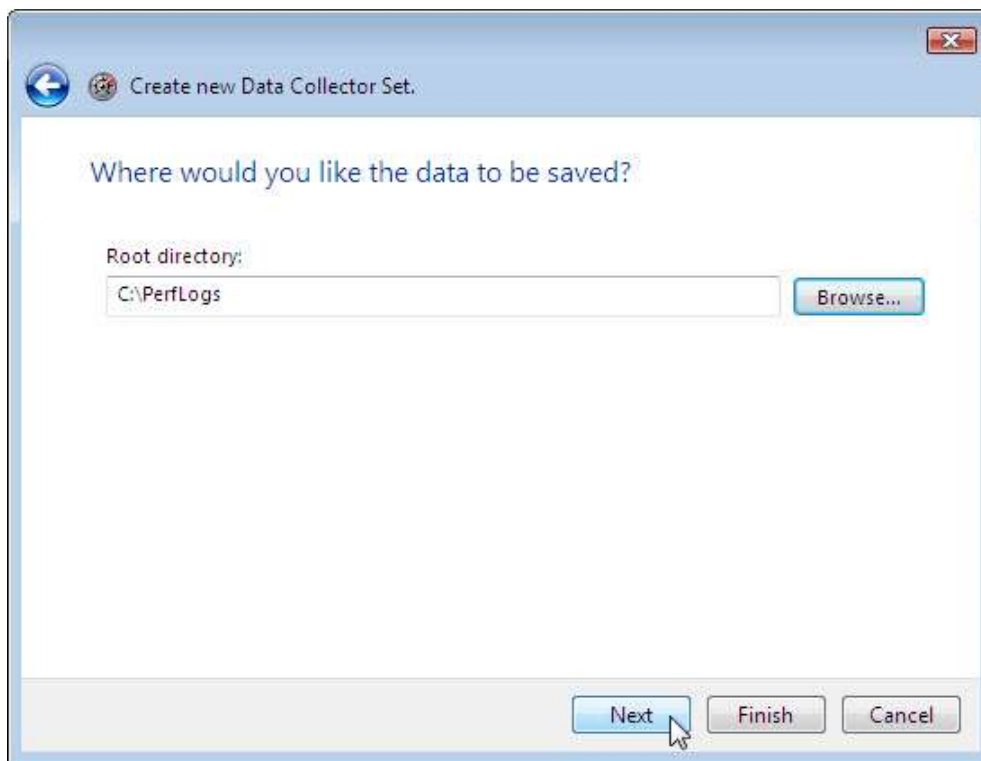 Create new Data Collector Set.
Where would you like the data to be saved?
Root directory:
C:\PerfLogs
Browse...
Next Finish Cancel